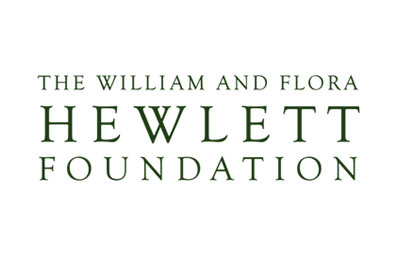 THE WILLIAM AND FLORA
HEWLETT
FOUNDATION